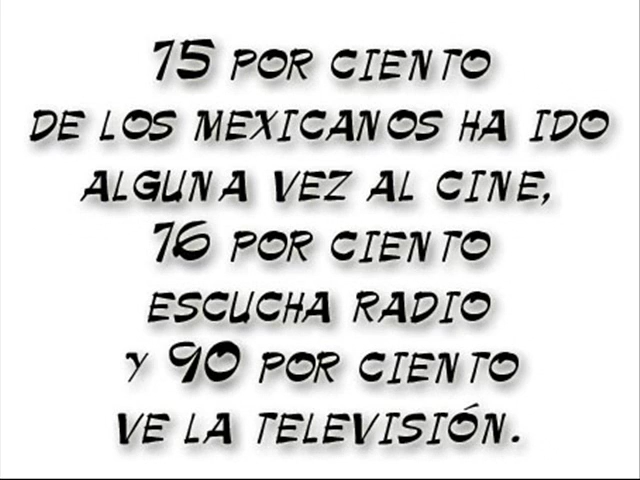 75 POR CIENTO
DE LOS MEXICANOS HA IDO
ALGUNA VEZ AL CINE,
76 POR CIENTO
ESCUCHA RADIO
Y 90 POR CIENTO
VE LA TELEVISIÓN.